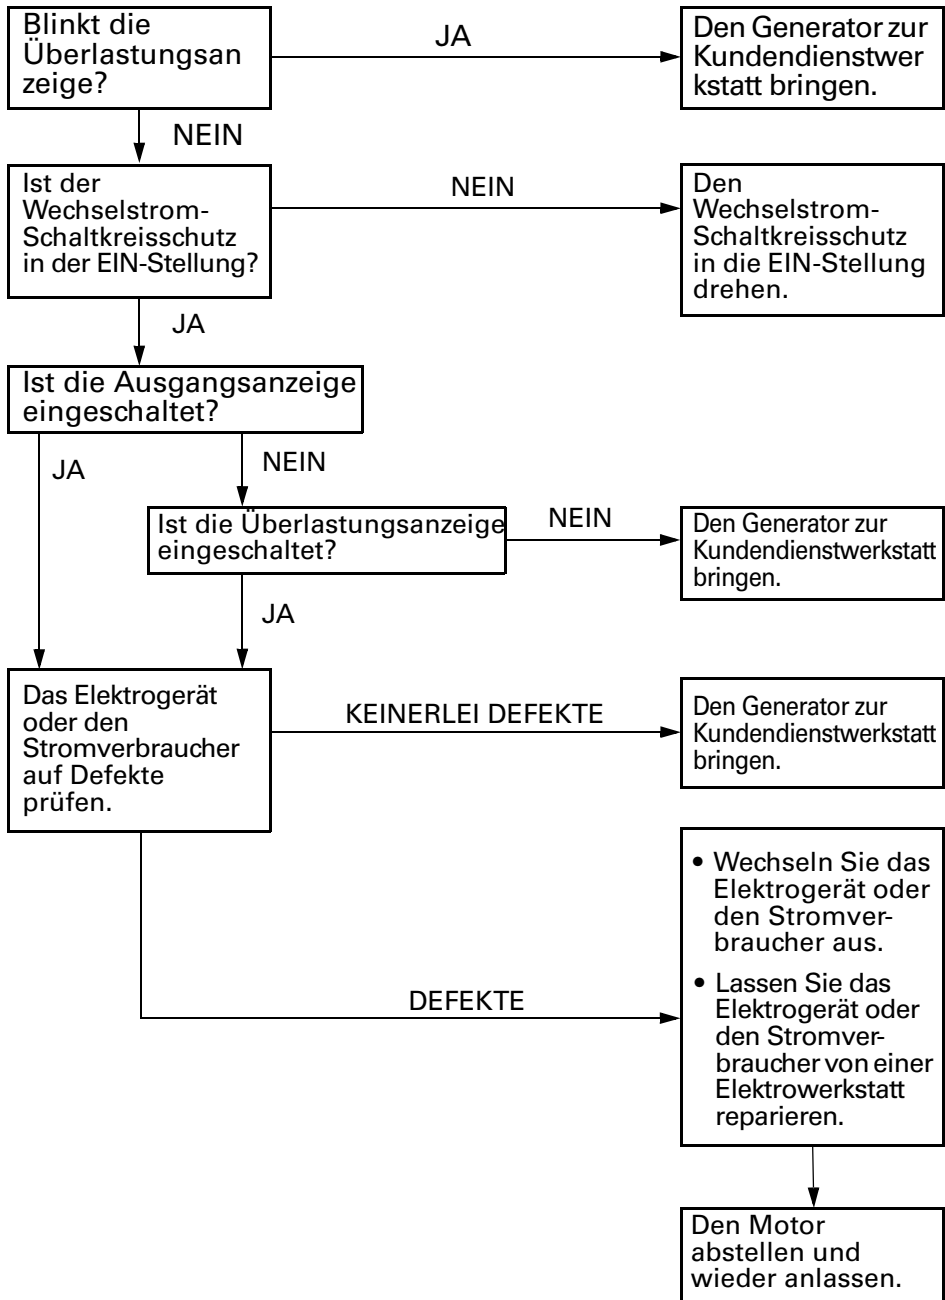 Blinkt die
Überlastungsan
zeige?
JA
Den Generator zur
Kundendienstwer
kstatt bringen.
NEIN
Ist der
Wechselstrom-
Schaltkreisschutz
in der EIN-Stellung?
NEIN
Den
Wechselstrom-
Schaltkreisschutz
in die EIN-Stellung
drehen.
JA
Ist die Ausgangsanzeige
eingeschaltet?
JA
NEIN
Ist die Überlastungsanzeige
eingeschaltet?
NEIN
Den Generator zur
Kundendienstwerkstatt
bringen.
JA
Das Elektrogerät
oder den
Stromverbraucher
auf Defekte
prüfen.
KEINERLEI DEFEKTE
Den Generator zur
Kundendienstwerkstatt
bringen.
DEFEKTE
• Wechseln Sie das
Elektrogerät oder
den Stromver-
braucher aus.
• Lassen Sie das
Elektrogerät oder
den Stromver-
braucher von einer
Elektrowerkstatt
reparieren.
Den Motor
abstellen und
wieder anlassen.